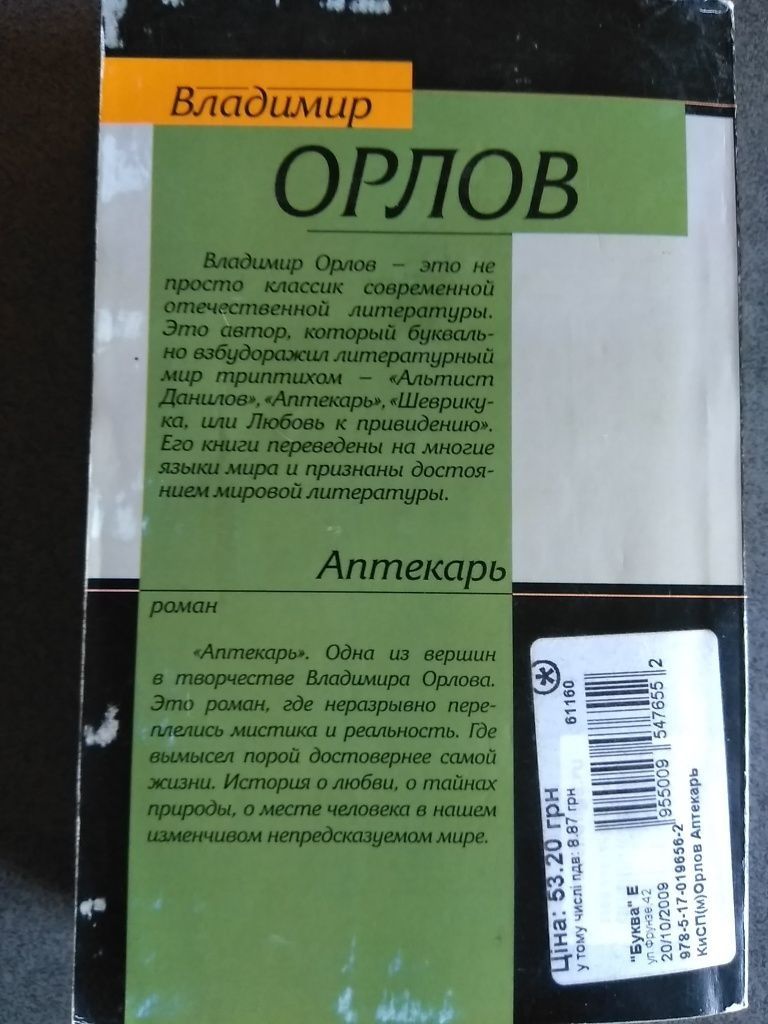 Владимир
ОРЛОВ
Владимир Орлов – это не
просто классик современной
отечественной литературы.
Это автор, который букваль-
но взбудоражил литературный
мир триптихом – «Альтист
Данилов», «Аптекарь», «Шеврику-
ка, или Любовь к привидению».
Его книги переведены на многие
языки мира и признаны достоя-
нием мировой литературы.
Аптекарь
роман
«Аптекарь». Одна из вершин
в творчестве Владимира Орлова.
Это роман, где неразрывно пере-
плелись мистика и реальность. Где
вымысел порой достовернее самой
жизни. История о любви, о тайнах
природы, о месте человека в нашем
изменчивом непредсказуемом мире.
Ціна: 53.20 грн
у тому числі пдв: 8.87 грн
61160
2 955009 547655 2
"Буква" Е
ул.Фрунзе,42
20/10/2009
978-5-17-019656-2
КиСП(м)Орлов Аптекарь